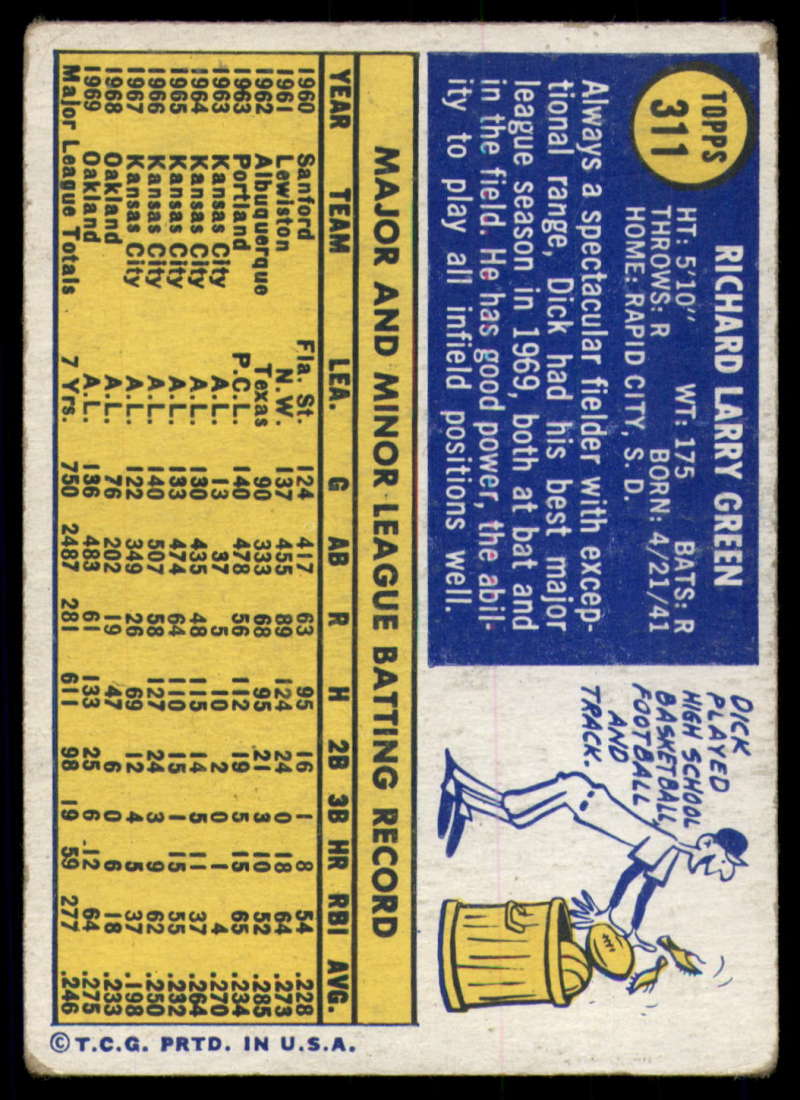 TOPPS
311
RICHARD LARRY GREEN
HT: 5'10" WT: 175 BATS: R
THROWS: R BORN: 4/21/41
HOME: RAPID CITY, S. D.
Always a spectacular fielder with excep-
tional range, Dick had his best major
league season in 1969, both at bat and
in the field. He has good power, the abil-
ity to play all infield positions well.
DICK
PLAYED
HIGH SCHOOL
BASKETBALL,
FOOTBALL
AND
TRACK.
MAJOR AND MINOR LEAGUE BATTING RECORD
YEAR TEAM LEA. G AB R H 2B 3B HR RBI AVG.
1960 Sanford Fla. St. 124 417 63 95 16 1 8 54 .228
1961 Lewiston N.W. 137 455 89 124 24 0 18 64 .273
1962 Albuquerque Texas 90 333 68 95 21 3 10 52 .285
1963 Portland P.C.L. 140 478 56 112 19 5 15 65 .234
1963 Kansas City A.L. 13 37 5 10 2 0 1 4 .270
1964 Kansas City A.L. 130 435 48 115 14 5 11 37 .264
1965 Kansas City A.L. 133 474 64 110 15 1 15 55 .232
1966 Kansas City A.L. 140 507 58 127 24 3 9 62 .250
1967 Kansas City A.L. 122 349 26 69 12 4 5 37 .198
1968 Oakland A.L. 76 202 19 47 6 0 6 18 .233
1969 Oakland A.L. 136 483 61 133 25 6 12 64 .275
Major League Totals 7 Yrs. 750 2487 281 611 98 19 59 277 .246
© T.C.G. PRTD. IN U.S.A.